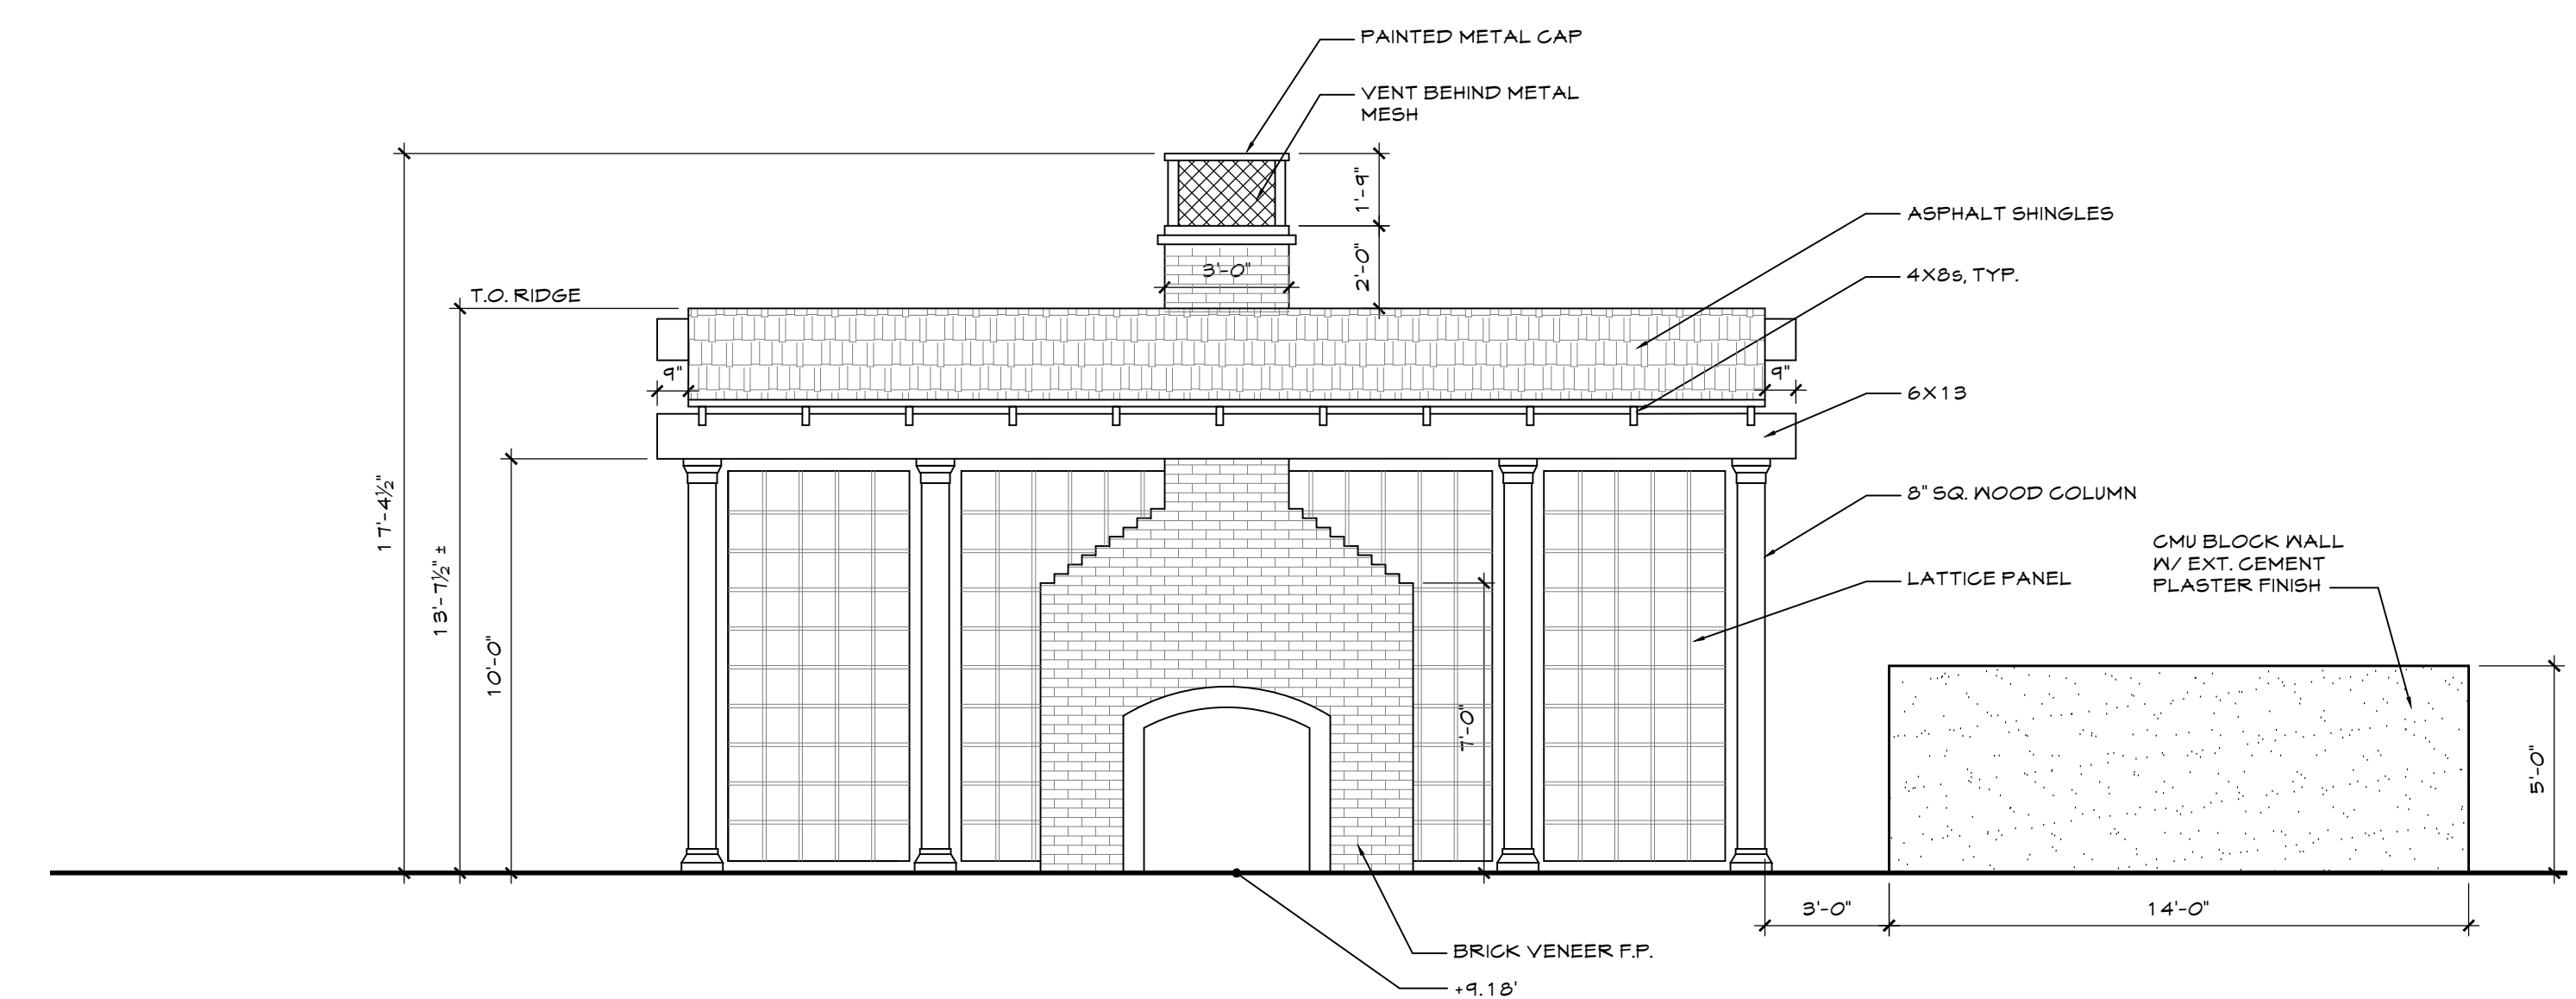 PAINTED METAL CAP
VENT BEHIND METAL
MESH
1'-9"
ASPHALT SHINGLES
2'-0"
3'-0"
4X8s, TYP.
T.O. RIDGE
9"
9"
6X13
17'-4½"
8" SQ. WOOD COLUMN
13'-7½" ±
CMU BLOCK WALL
W/ EXT. CEMENT
PLASTER FINISH
LATTICE PANEL
10'-0"
7'-0"
5'-0"
3'-0"
14'-0"
BRICK VENEER F.P.
+9.18'